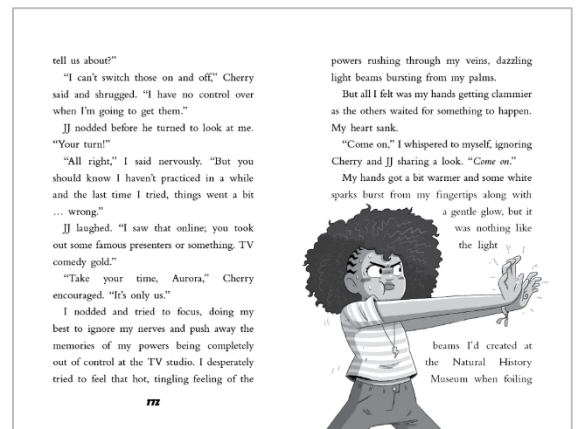 tell us about?”
“I can’t switch those on and off,” Cherry
said and shrugged. “I have no control over
when I’m going to get them.”
JJ nodded before he turned to look at me.
“Your turn!”
“All right,” I said nervously. “But you
should know I haven’t practiced in a while
and the last time I tried, things went a bit
… wrong.”
JJ laughed. “I saw that online; you took
out some famous presenters or something. TV
comedy gold.”
“Take your time, Aurora,” Cherry
encouraged. “It’s only us.”
I nodded and tried to focus, doing my
best to ignore my nerves and push away the
memories of my powers being completely
out of control at the TV studio. I desperately
tried to feel that hot, tingling feeling of the
172
powers rushing through my veins, dazzling
light beams bursting from my palms.
But all I felt was my hands getting clammier
as the others waited for something to happen.
My heart sank.
“Come on,” I whispered to myself, ignoring
Cherry and JJ sharing a look. “Come on.”
My hands got a bit warmer and some white
sparks burst from my fingertips along with
a gentle glow, but it
was nothing like
the light
beams I’d created at
the Natural History
Museum when foiling